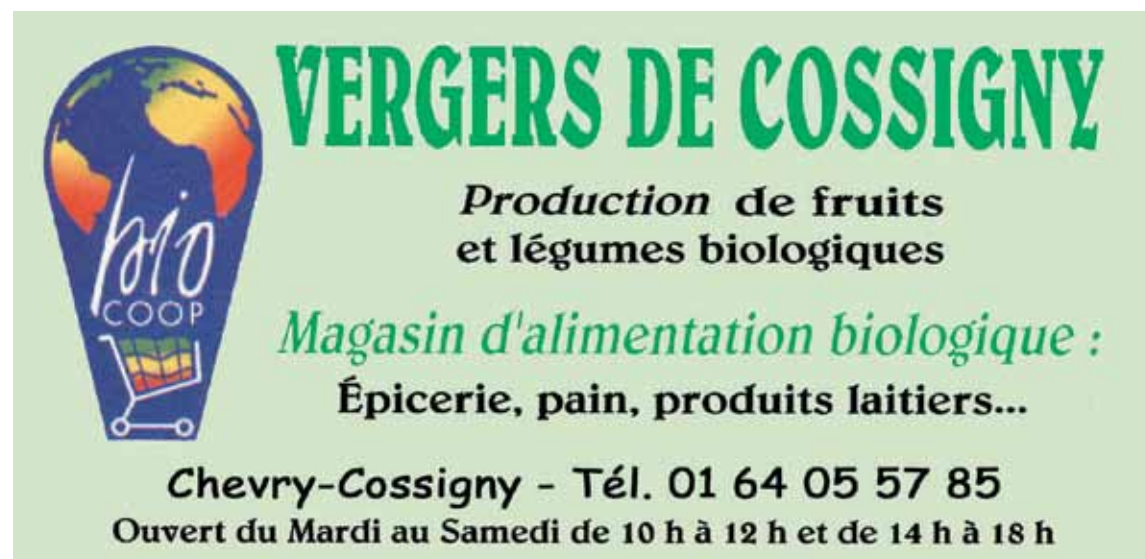 VERGERS DE COSSIGNY
bio
COOP
Production de fruits
et légumes biologiques
Magasin d'alimentation biologique :
Épicerie, pain, produits laitiers...
Chevry-Cossigny - Tél. 01 64 05 57 85
Ouvert du Mardi au Samedi de 10 h à 12 h et de 14 h à 18 h